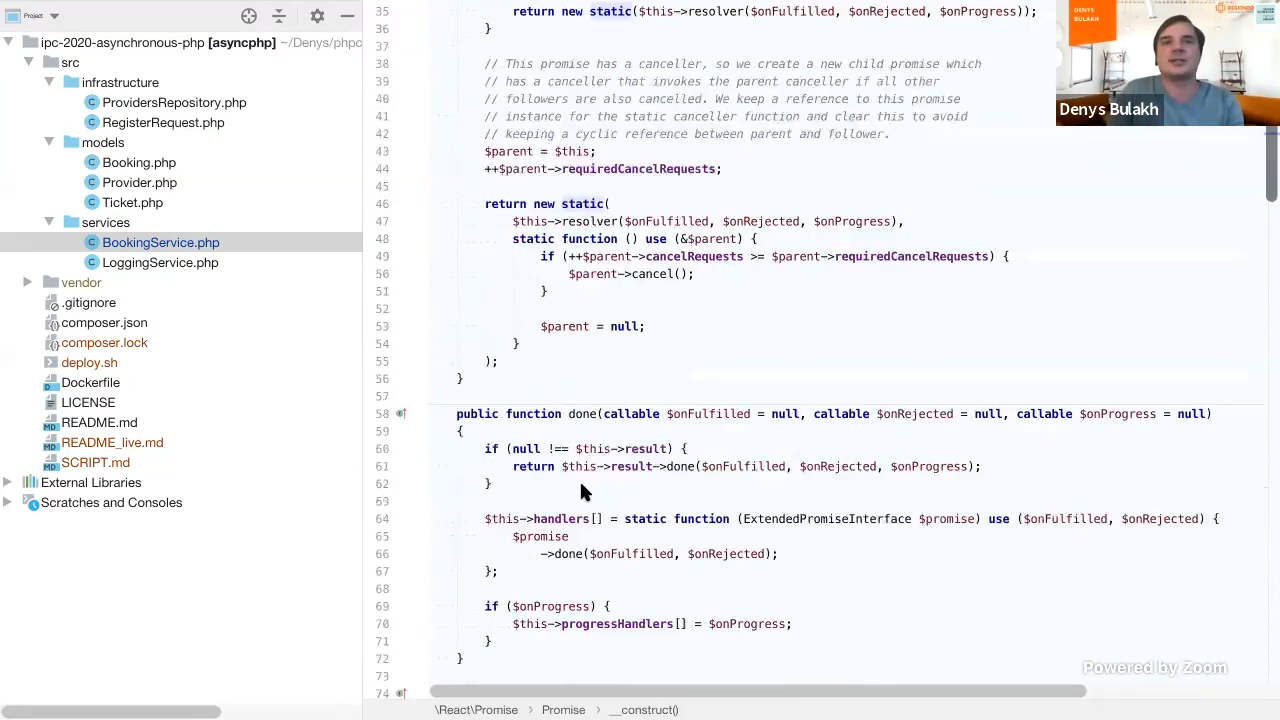 Project
ipc-2020-asynchronous-php [asyncphp] ~/Denys/phpc
src
infrastructure
ProvidersRepository.php
RegisterRequest.php
models
Booking.php
Provider.php
Ticket.php
services
BookingService.php
LoggingService.php
vendor
.gitignore
composer.json
composer.lock
deploy.sh
Dockerfile
LICENSE
README.md
README_live.md
SCRIPT.md
External Libraries
Scratches and Consoles
35 return new static($this->resolver($onFulfilled, $onRejected, $onProgress));
36 }
37
38 // This promise has a canceller, so we create a new child promise which
39 // has a canceller that invokes the parent canceller if all other
40 // followers are also cancelled. We keep a reference to this promise
41 // instance for the static canceller function and clear this to avoid
42 // keeping a cyclic reference between parent and follower.
43 $parent = $this;
44 ++$parent->requiredCancelRequests;
45
46 return new static(
47 $this->resolver($onFulfilled, $onRejected, $onProgress),
48 static function () use (&$parent) {
49 if (++$parent->cancelRequests >= $parent->requiredCancelRequests) {
50 $parent->cancel();
51 }
52
53 $parent = null;
54 }
55 );
56 }
57
58 public function done(callable $onFulfilled = null, callable $onRejected = null, callable $onProgress = null)
59 {
60 if (null !== $this->result) {
61 return $this->result->done($onFulfilled, $onRejected, $onProgress);
62 }
63
64 $this->handlers[] = static function (ExtendedPromiseInterface $promise) use ($onFulfilled, $onRejected) {
65 $promise
66 ->done($onFulfilled, $onRejected);
67 };
68
69 if ($onProgress) {
70 $this->progressHandlers[] = $onProgress;
71 }
72 }
73
74
\React\Promise › Promise › __construct()
DENYS
BULAKH
Denys Bulakh
Powered by Zoom